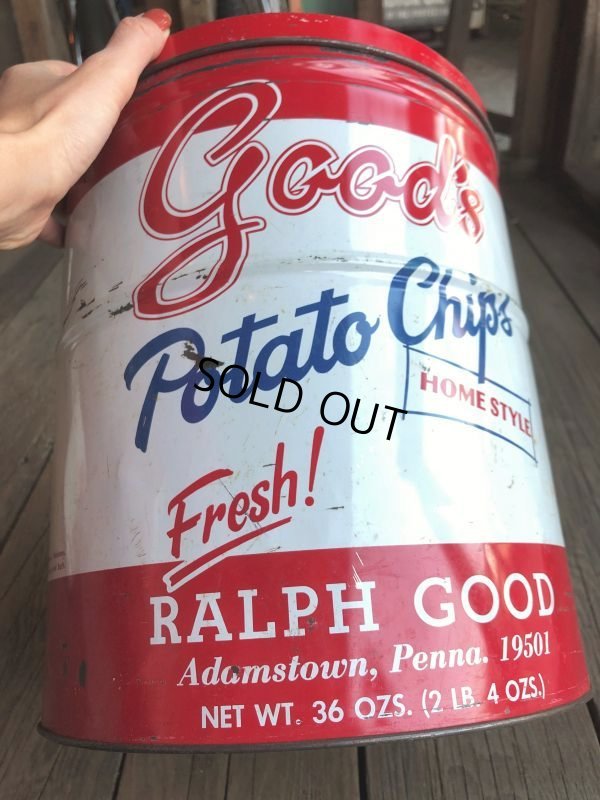 Good's
Potato Chips
HOME STYLE
SOLD OUT
Fresh!
RALPH GOOD
Adamstown, Penna. 19501
NET WT. 36 OZS. (2 LB. 4 OZS.)